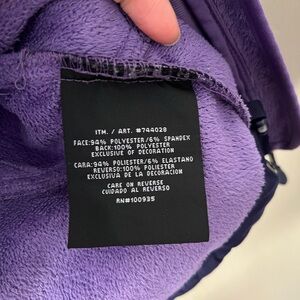 ITM. / ART. #744028
FACE:94% POLYESTER/6% SPANDEX
BACK:100% POLYESTER
EXCLUSIVE OF DECORATION
CARA:94% POLIESTER/6% ELASTANO
REVERSO:100% POLIESTER
EXCLUSIVA DE LA DECORACION
CARE ON REVERSE
CUIDADO AL REVERSO
RN#100935